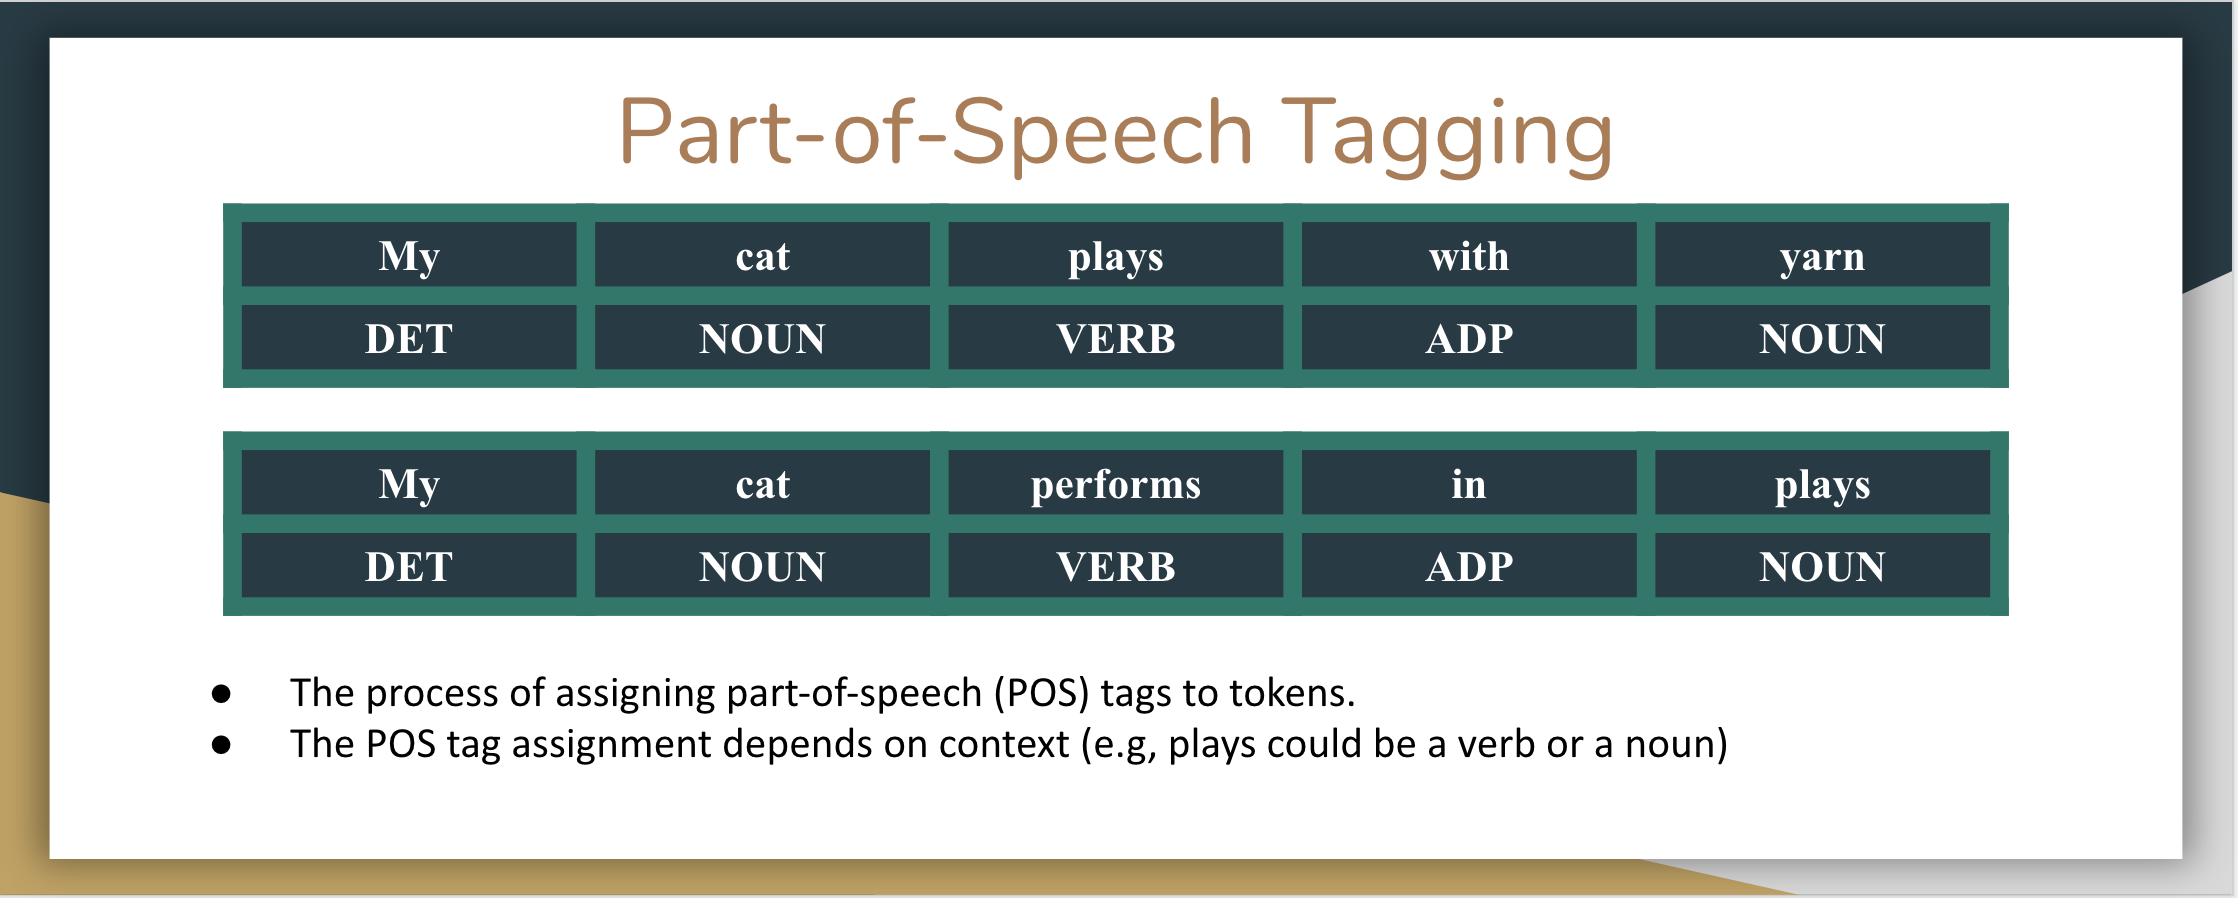 Part-of-Speech Tagging
My cat plays with yarn
DET NOUN VERB ADP NOUN
My cat performs in plays
DET NOUN VERB ADP NOUN
● The process of assigning part-of-speech (POS) tags to tokens.
● The POS tag assignment depends on context (e.g, plays could be a verb or a noun)